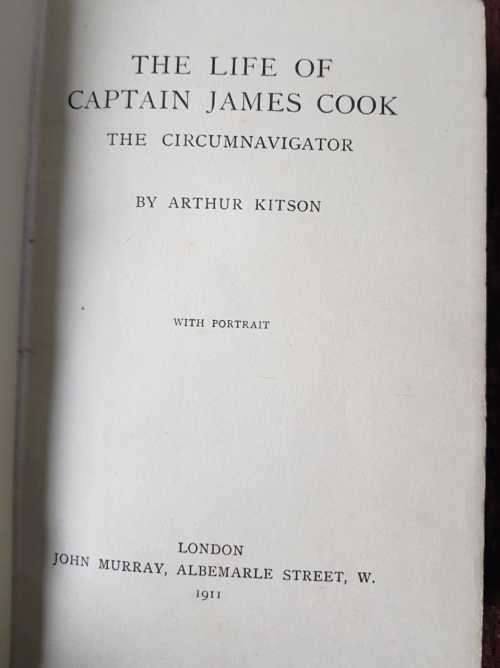 THE LIFE OF
CAPTAIN JAMES COOK
THE CIRCUMNAVIGATOR
BY ARTHUR KITSON
WITH PORTRAIT
LONDON
JOHN MURRAY, ALBEMARLE STREET, W.
1911